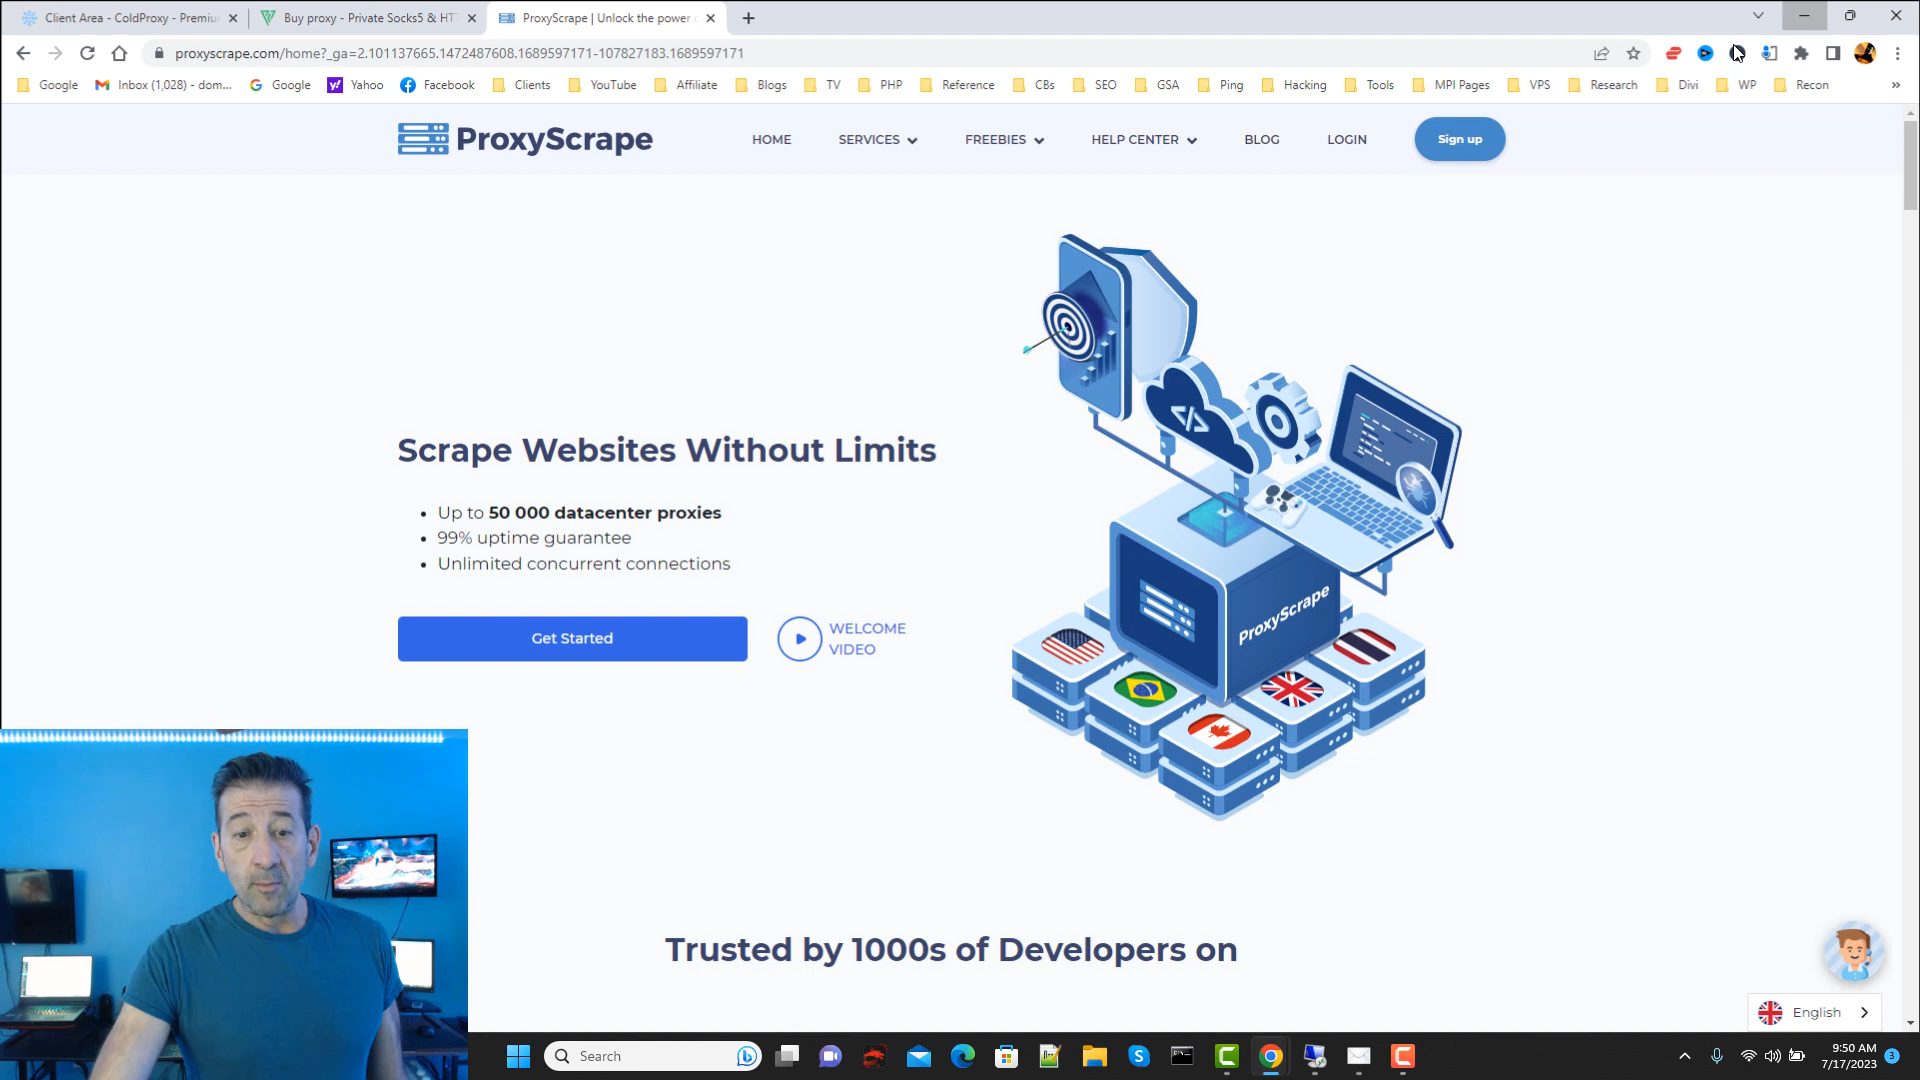 Client Area - ColdProxy - Premiu
Buy proxy - Private Socks5 & HTT
ProxyScrape | Unlock the power o
proxyscrape.com/home?_ga=2.101137665.1472487608.1689597171-107827183.1689597171
Google
Inbox (1,028) - dom...
Google
Yahoo
Facebook
Clients
YouTube
Affiliate
Blogs
TV
PHP
Reference
CBs
SEO
GSA
Ping
Hacking
Tools
MPI Pages
VPS
Research
Divi
WP
Recon
»
ProxyScrape
HOME
SERVICES
FREEBIES
HELP CENTER
BLOG
LOGIN
Sign up
Scrape Websites Without Limits
• Up to 50 000 datacenter proxies
• 99% uptime guarantee
• Unlimited concurrent connections
Get Started
WELCOME
VIDEO
</>
ProxyScrape
Trusted by 1000s of Developers on
English
Search
9:50 AM
7/17/2023
3